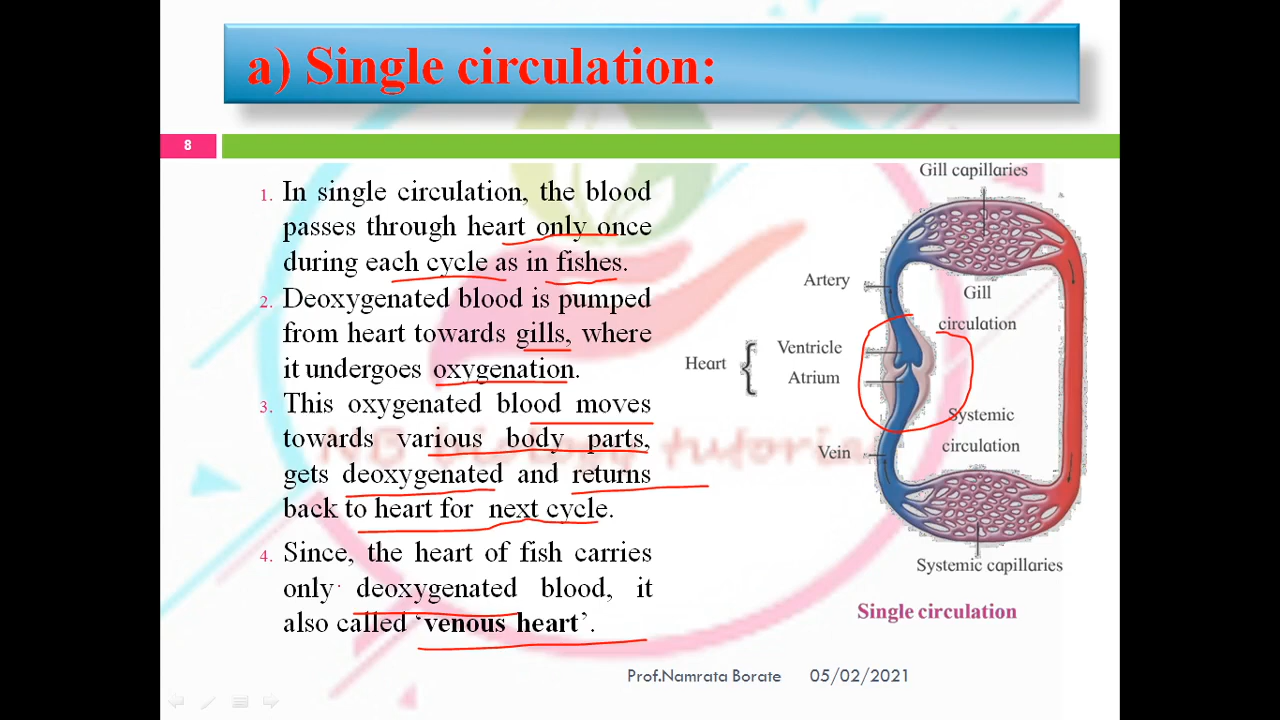 a) Single circulation:
8
1. In single circulation, the blood
passes through heart only once
during each cycle as in fishes.
2. Deoxygenated blood is pumped
from heart towards gills, where
it undergoes oxygenation.
3. This oxygenated blood moves
towards various body parts,
gets deoxygenated and returns
back to heart for next cycle.
4. Since, the heart of fish carries
only deoxygenated blood, it
also called ‘venous heart’.
Gill capillaries
Artery
Gill
circulation
Ventricle
Heart
Atrium
Systemic
circulation
Vein
Systemic capillaries
Single circulation
NB biology tutorials
Prof.Namrata Borate 05/02/2021